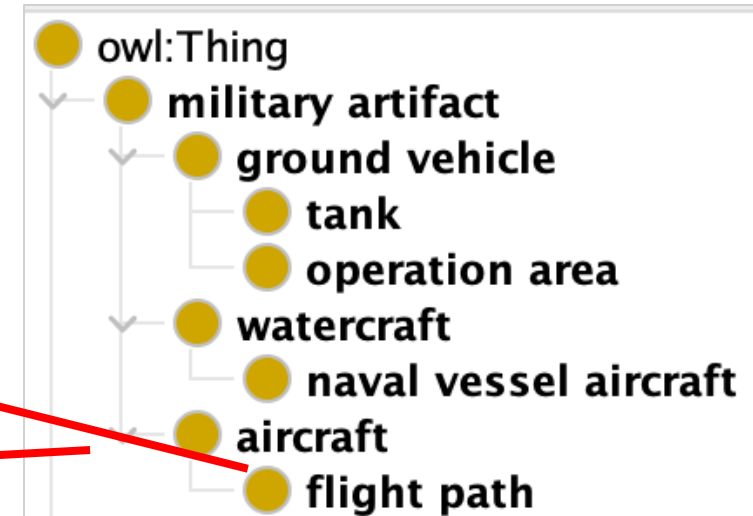 owl:Thing
military artifact
ground vehicle
tank
operation area
watercraft
naval vessel aircraft
aircraft
flight path